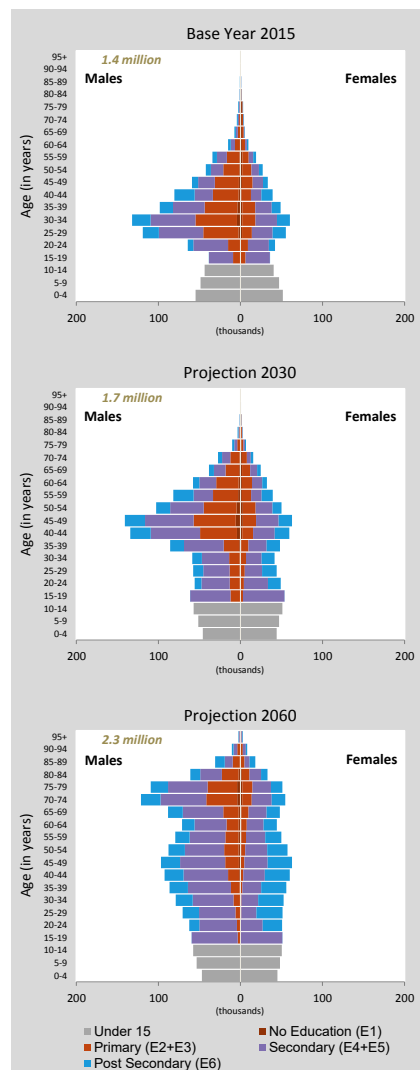 Base Year 2015
1.4 million
Males
Females
Age (in years)
95+
90-94
85-89
80-84
75-79
70-74
65-69
60-64
55-59
50-54
45-49
40-44
35-39
30-34
25-29
20-24
15-19
10-14
5-9
0-4
200 100 0 100 200
(thousands)
Projection 2030
1.7 million
Males
Females
Age (in years)
95+
90-94
85-89
80-84
75-79
70-74
65-69
60-64
55-59
50-54
45-49
40-44
35-39
30-34
25-29
20-24
15-19
10-14
5-9
0-4
200 100 0 100 200
(thousands)
Projection 2060
2.3 million
Males
Females
Age (in years)
95+
90-94
85-89
80-84
75-79
70-74
65-69
60-64
55-59
50-54
45-49
40-44
35-39
30-34
25-29
20-24
15-19
10-14
5-9
0-4
200 100 0 100 200
(thousands)
Under 15 No Education (E1)
Primary (E2+E3) Secondary (E4+E5)
Post Secondary (E6)